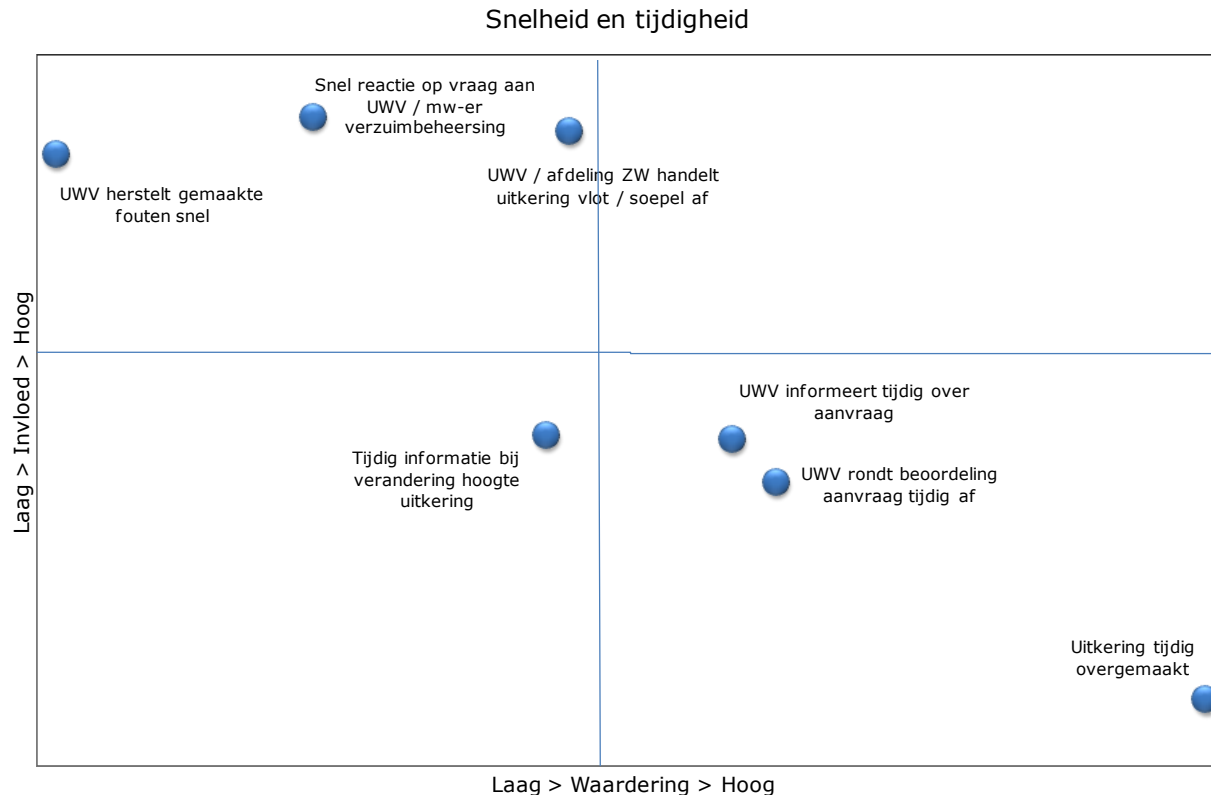 Snelheid en tijdigheid
Snel reactie op vraag aan
UWV / mw-er
verzuimbeheersing
UWV / afdeling ZW handelt
uitkering vlot / soepel af
UWV herstelt gemaakte
fouten snel
Laag > Invloed > Hoog
UWV informeert tijdig over
aanvraag
Tijdig informatie bij
verandering hoogte
uitkering
UWV rondt beoordeling
aanvraag tijdig af
Uitkering tijdig
overgemaakt
Laag > Waardering > Hoog